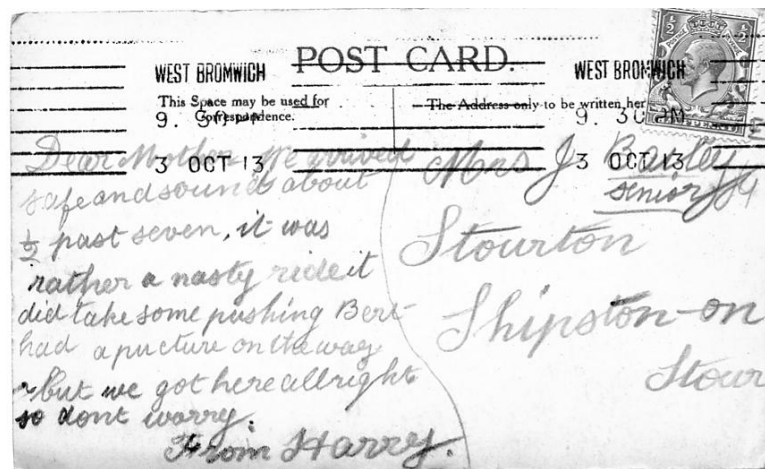 POST CARD.
WEST BROMWICH
WEST BROMWICH
This Space may be used for
Correspondence.
The Address only to be written
9. 30
9. 30 PM
3 OCT 13
3 OCT 13
Dear Mother We arived
safe and sound about
½ past seven, it was
rather a nasty ride it
did take some pushing Bert
had a pucture on the way
but we got here allright
so dont worry.
From Harry.
Mrs J
senior
Stourton
Shipston-on
Stour